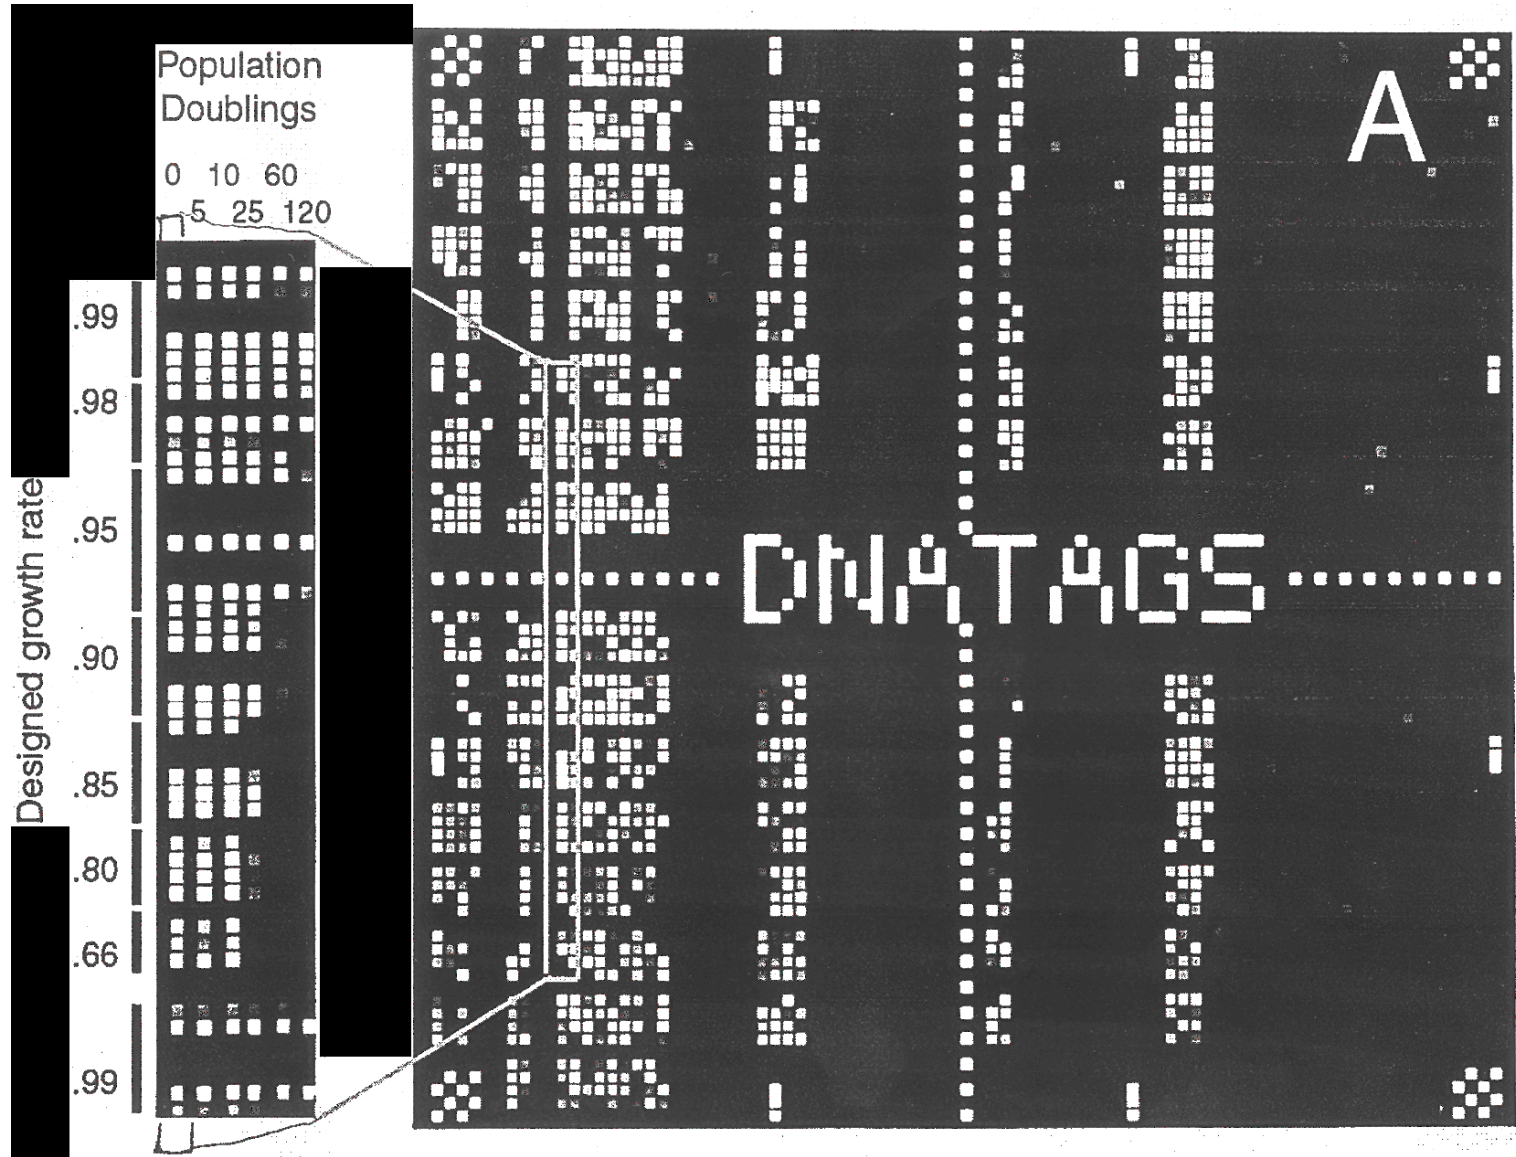 Population
Doublings
0 10 60
5 25 120
A
Designed growth rate
.99
.98
.95
.90
.85
.80
.66
.99
DNATAGS